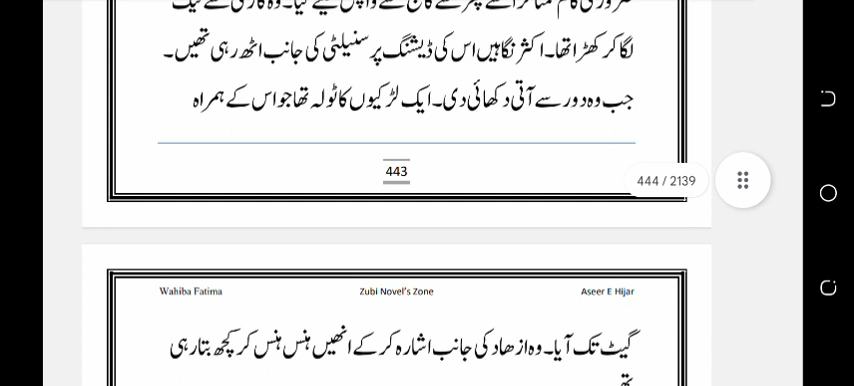 لگا کر کھڑا تھا۔ اکثر نگاہیں اس کی ڈیشنگ پر سنیلٹی کی جانب اٹھ رہی تھیں۔
جب وہ دور سے آتی دکھائی دی۔ ایک لڑکیوں کا ٹولہ تھا جو اس کے ہمراہ
443
444 / 2139
Wahiba Fatima Zubi Novel's Zone Aseer E Hijar
گیٹ تک آیا۔ وہ ازھاد کی جانب اشارہ کر کے انھیں ہنس ہنس کر کچھ بتا رہی